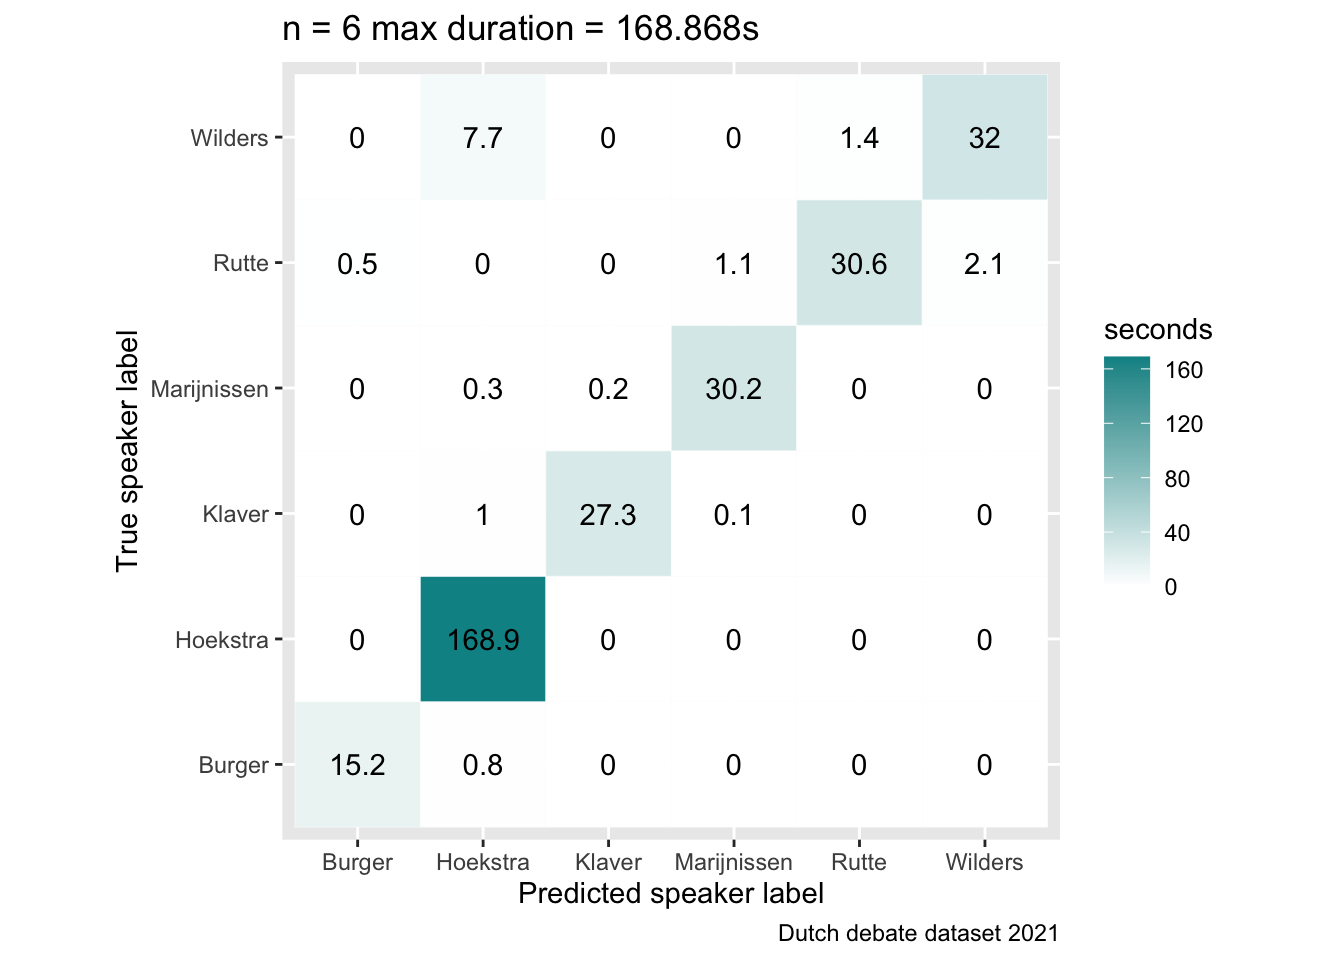 n = 6 max duration = 168.868s
Wilders 0 7.7 0 0 1.4 32
Rutte 0.5 0 0 1.1 30.6 2.1
Marijnissen 0 0.3 0.2 30.2 0 0
Klaver 0 1 27.3 0.1 0 0
Hoekstra 0 168.9 0 0 0 0
Burger 15.2 0.8 0 0 0 0
True speaker label
Burger Hoekstra Klaver Marijnissen Rutte Wilders
Predicted speaker label
seconds
160
120
80
40
0
Dutch debate dataset 2021